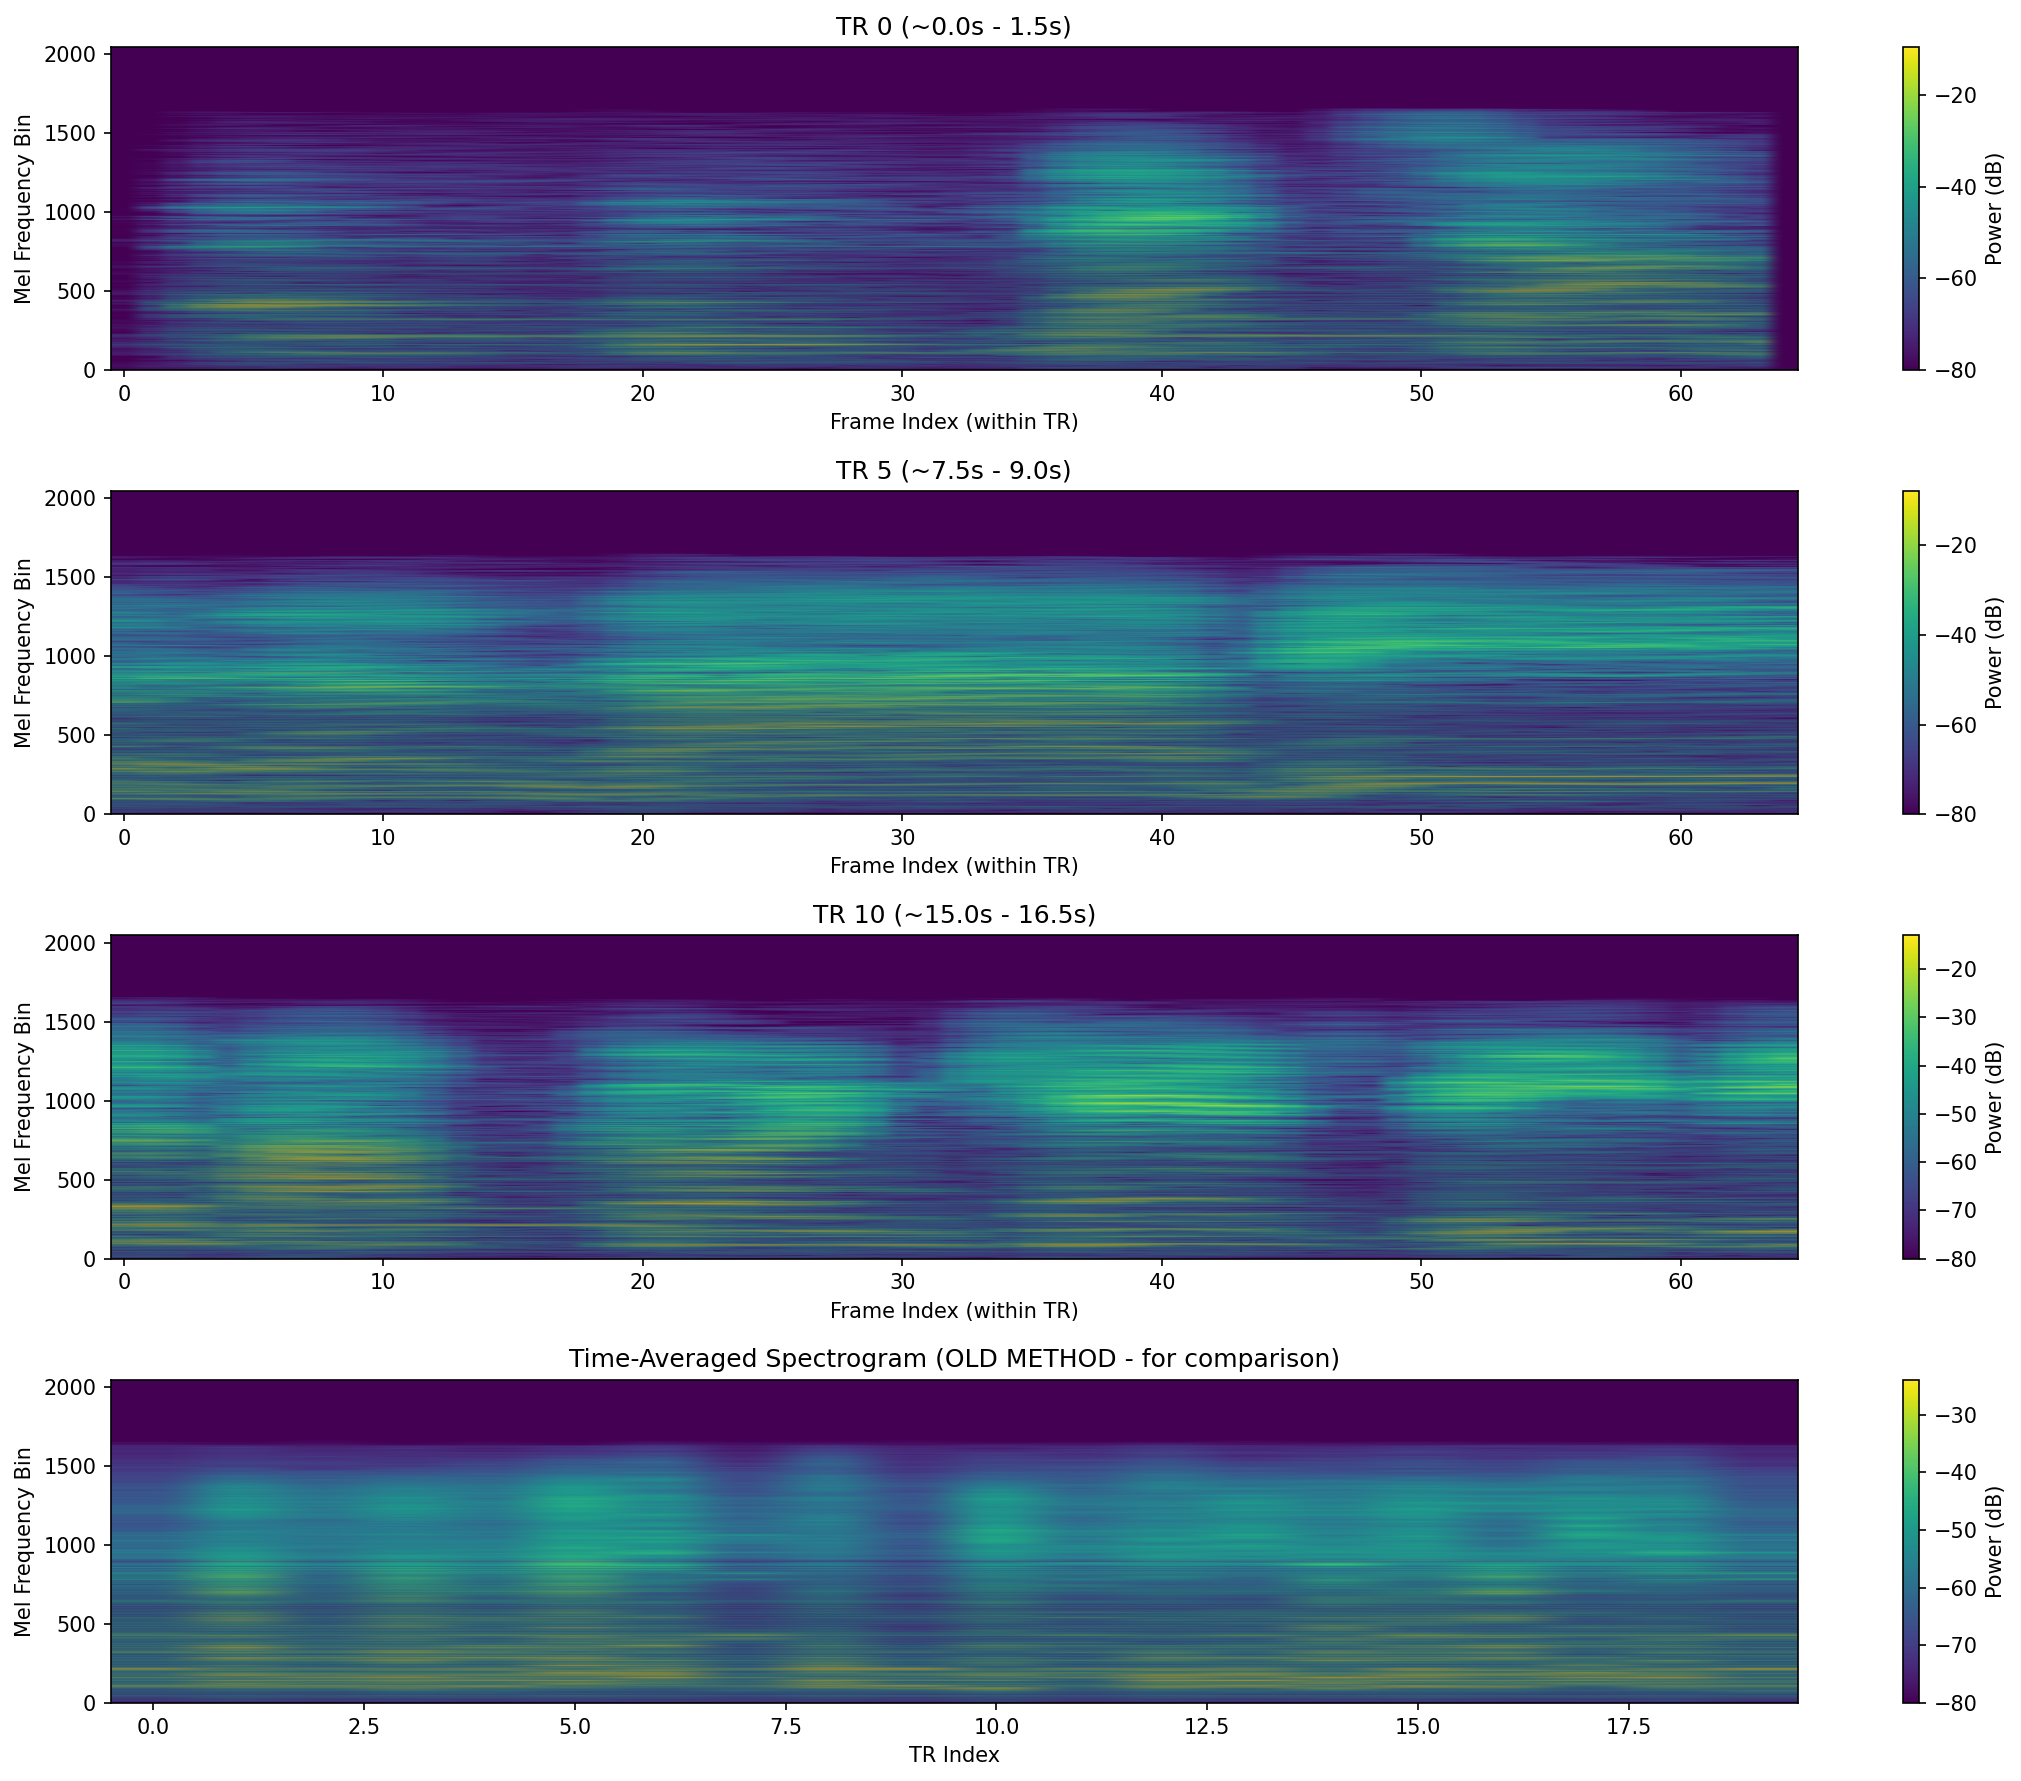 TR 0 (~0.0s - 1.5s)
2000
1500
1000
500
0
Mel Frequency Bin
0 10 20 30 40 50 60
Frame Index (within TR)
−20
−40
−60
−80
Power (dB)
TR 5 (~7.5s - 9.0s)
2000
1500
1000
500
0
Mel Frequency Bin
0 10 20 30 40 50 60
Frame Index (within TR)
−20
−40
−60
−80
Power (dB)
TR 10 (~15.0s - 16.5s)
2000
1500
1000
500
0
Mel Frequency Bin
0 10 20 30 40 50 60
Frame Index (within TR)
−20
−30
−40
−50
−60
−70
−80
Power (dB)
Time-Averaged Spectrogram (OLD METHOD - for comparison)
2000
1500
1000
500
0
Mel Frequency Bin
0.0 2.5 5.0 7.5 10.0 12.5 15.0 17.5
TR Index
−30
−40
−50
−60
−70
−80
Power (dB)